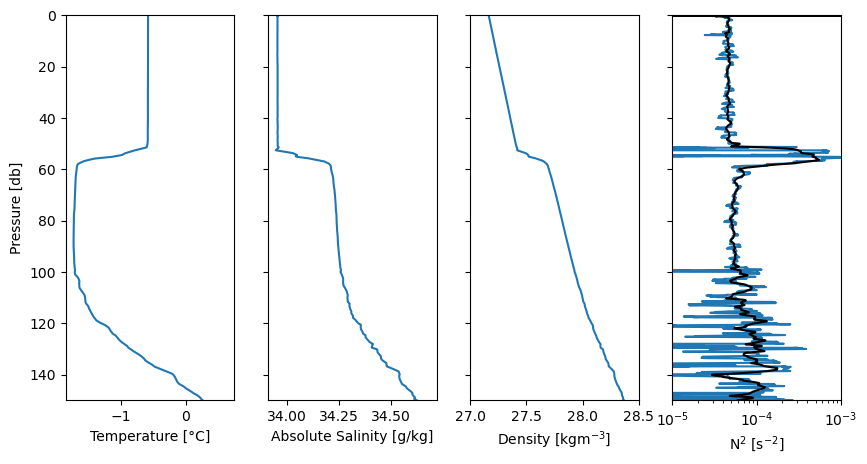 0
20
40
60
80
100
120
140
Pressure [db]
−1 0
Temperature [°C]
34.00 34.25 34.50
Absolute Salinity [g/kg]
27.0 27.5 28.0 28.5
Density [kgm⁻³]
10⁻⁵ 10⁻⁴ 10⁻³
N² [s⁻²]